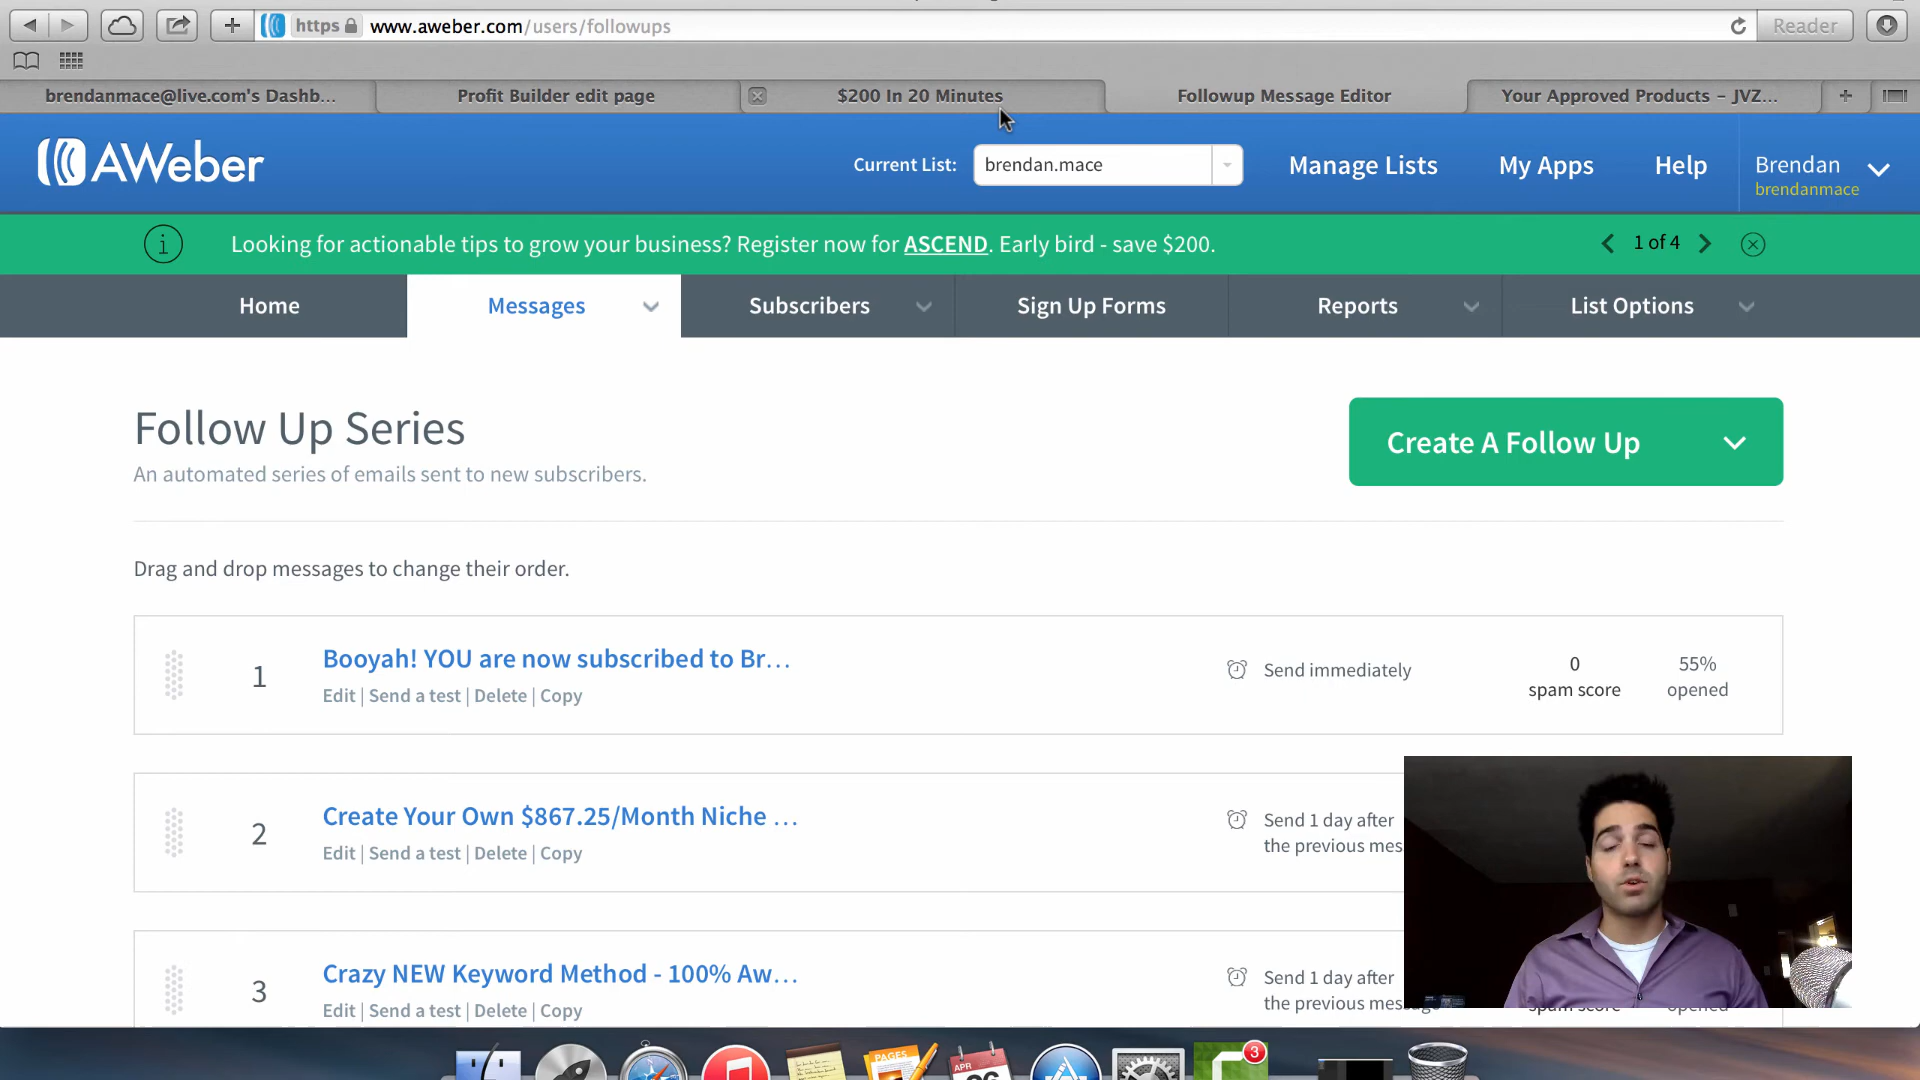 https www.aweber.com/users/followups
Reader
brendanmace@live.com's Dashb...
Profit Builder edit page
$200 In 20 Minutes
Followup Message Editor
Your Approved Products – JVZ...
AWeber
Current List:
brendan.mace
Manage Lists
My Apps
Help
Brendan
brendanmace
Looking for actionable tips to grow your business? Register now for ASCEND. Early bird - save $200.
1 of 4
Home
Messages
Subscribers
Sign Up Forms
Reports
List Options
Follow Up Series
Create A Follow Up
An automated series of emails sent to new subscribers.
Drag and drop messages to change their order.
1
Booyah! YOU are now subscribed to Br...
Edit | Send a test | Delete | Copy
Send immediately
0
spam score
55%
opened
2
Create Your Own $867.25/Month Niche ...
Edit | Send a test | Delete | Copy
Send 1 day after
the previous mes
3
Crazy NEW Keyword Method - 100% Aw...
Edit | Send a test | Delete | Copy
Send 1 day after
the previous message
spam score
opened
PAGES
APR
3